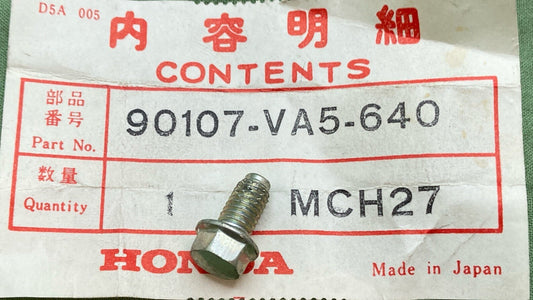 D5A 005
内容明細
CONTENTS
部品
番号
Part No.
90107-VA5-640
数量
Quantity
1
MCH27
HONDA
Made in Japan